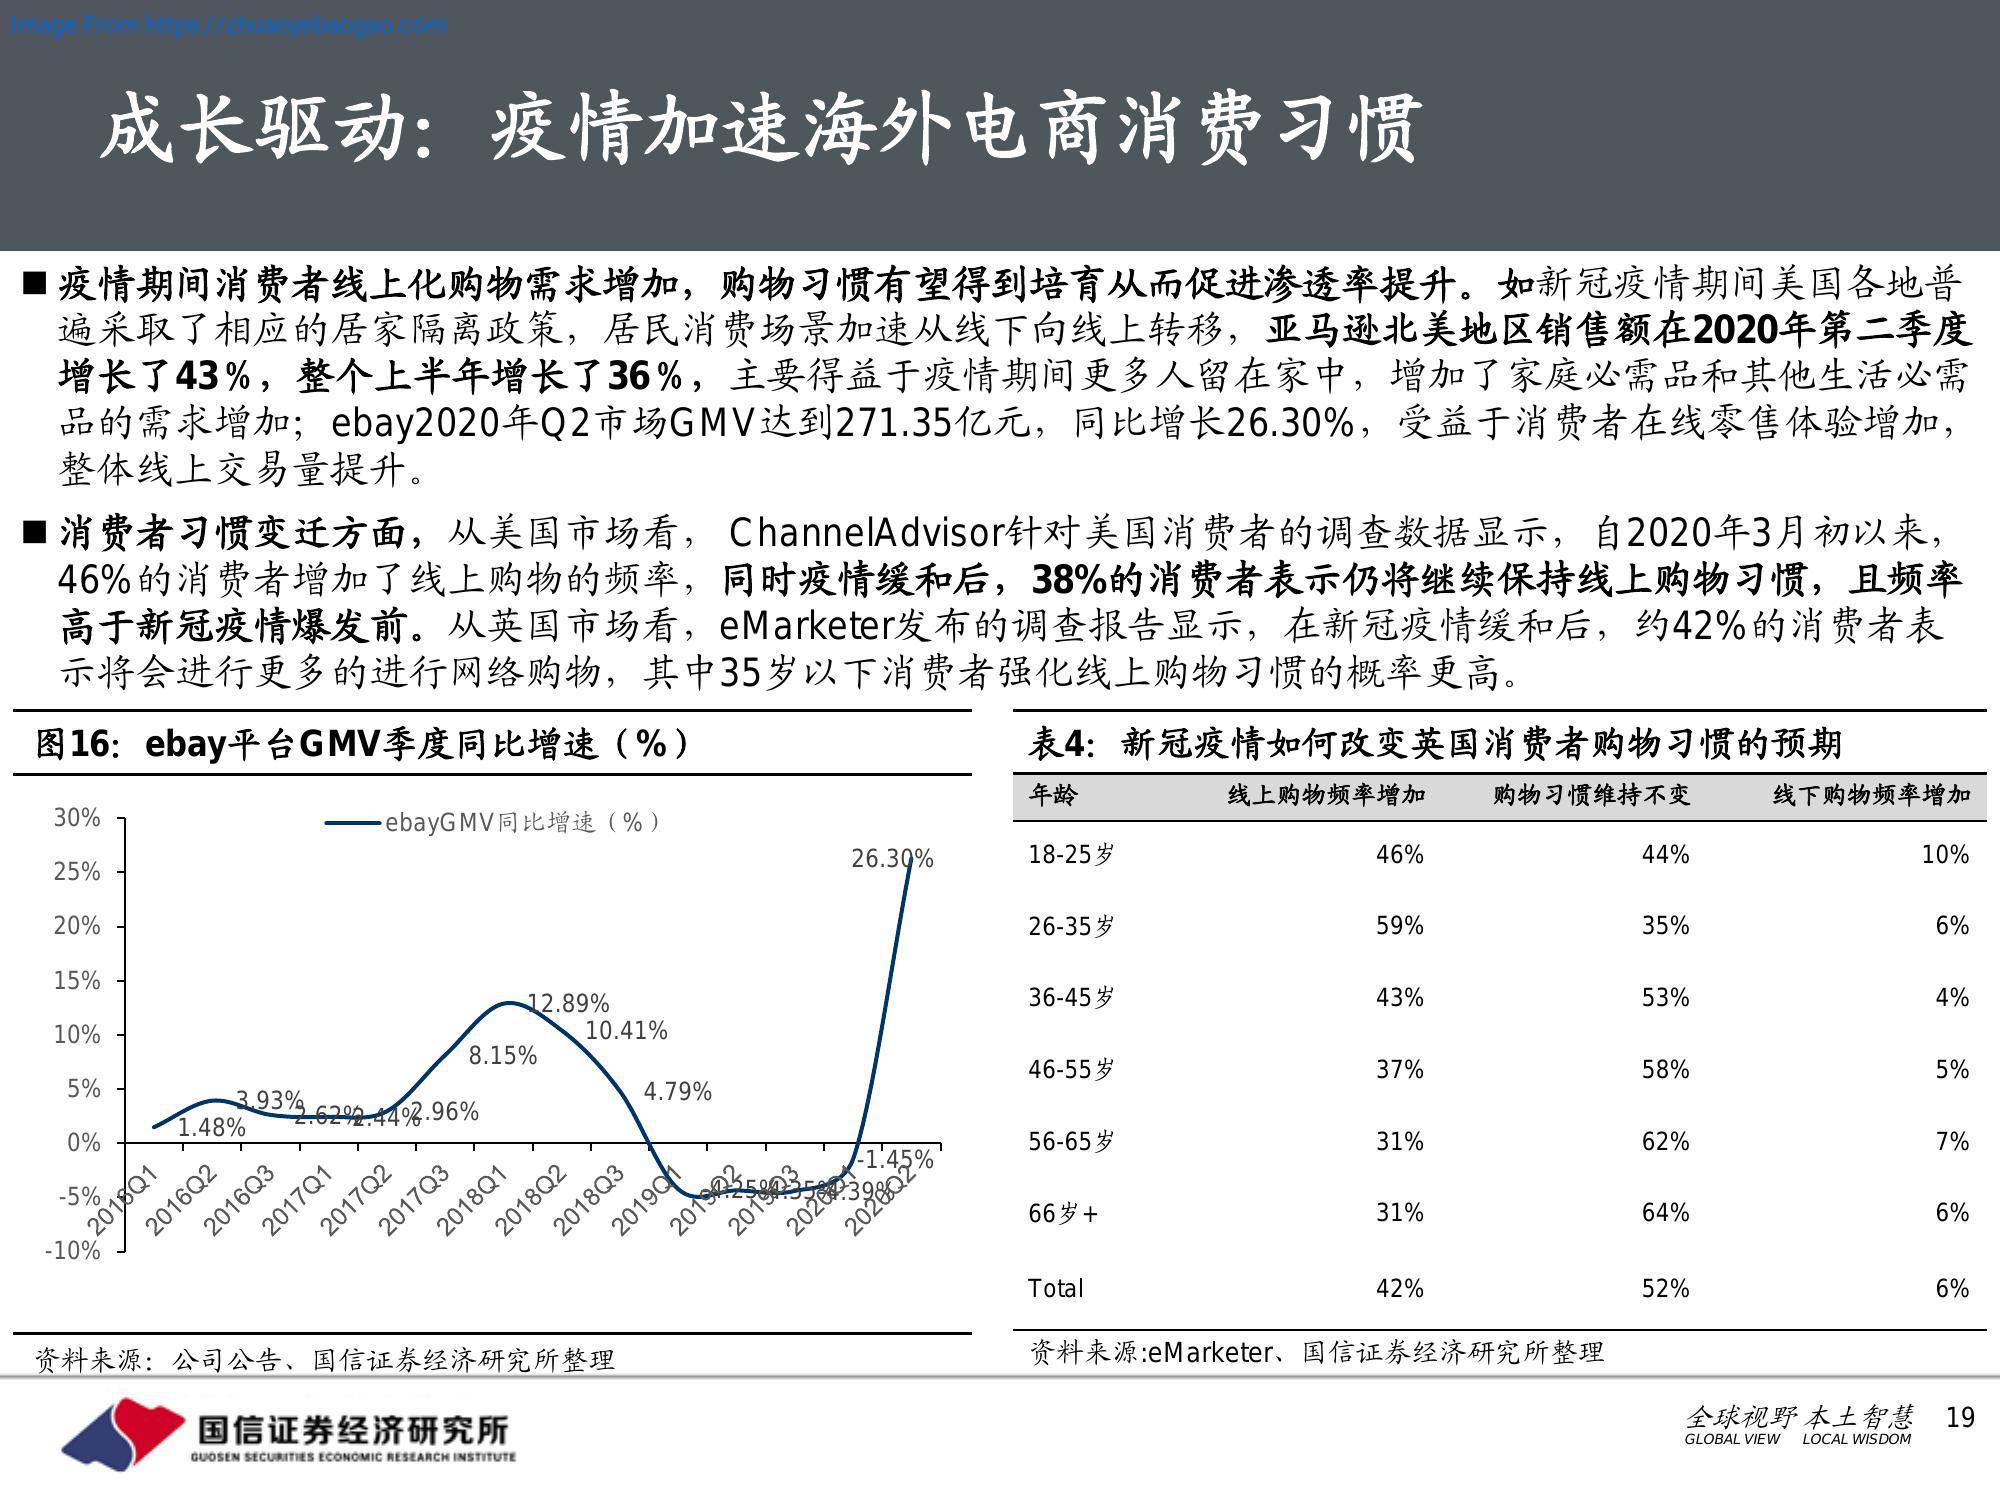 Image From https://zhuanyebaogao.com
成长驱动：疫情加速海外电商消费习惯
■ 疫情期间消费者线上化购物需求增加，购物习惯有望得到培育从而促进渗透率提升。如新冠疫情期间美国各地普
遍采取了相应的居家隔离政策，居民消费场景加速从线下向线上转移，亚马逊北美地区销售额在2020年第二季度
增长了43%，整个上半年增长了36%，主要得益于疫情期间更多人留在家中，增加了家庭必需品和其他生活必需
品的需求增加；ebay2020年Q2市场GMV达到271.35亿元，同比增长26.30%，受益于消费者在线零售体验增加，
整体线上交易量提升。
■ 消费者习惯变迁方面，从美国市场看， ChannelAdvisor针对美国消费者的调查数据显示，自2020年3月初以来，
46%的消费者增加了线上购物的频率，同时疫情缓和后，38%的消费者表示仍将继续保持线上购物习惯，且频率
高于新冠疫情爆发前。从英国市场看，eMarketer发布的调查报告显示，在新冠疫情缓和后，约42%的消费者表
示将会进行更多的进行网络购物，其中35岁以下消费者强化线上购物习惯的概率更高。
图16：ebay平台GMV季度同比增速（%）
ebayGMV同比增速（%）
30%
25%
20%
15%
10%
5%
0%
-5%
-10%
1.48%
3.93%
2.62%
2.44%
2.96%
8.15%
12.89%
10.41%
4.79%
-4.39%
-1.45%
26.30%
2016Q1
2016Q2
2016Q3
2017Q1
2017Q2
2017Q3
2018Q1
2018Q2
2018Q3
2019Q1
2019Q2
2019Q3
2020Q1
2020Q2
资料来源：公司公告、国信证券经济研究所整理
表4：新冠疫情如何改变英国消费者购物习惯的预期
年龄 线上购物频率增加 购物习惯维持不变 线下购物频率增加
18-25岁 46% 44% 10%
26-35岁 59% 35% 6%
36-45岁 43% 53% 4%
46-55岁 37% 58% 5%
56-65岁 31% 62% 7%
66岁+ 31% 64% 6%
Total 42% 52% 6%
资料来源:eMarketer、国信证券经济研究所整理
国信证券经济研究所
GUOSEN SECURITIES ECONOMIC RESEARCH INSTITUTE
全球视野 本土智慧
GLOBAL VIEW LOCAL WISDOM
19